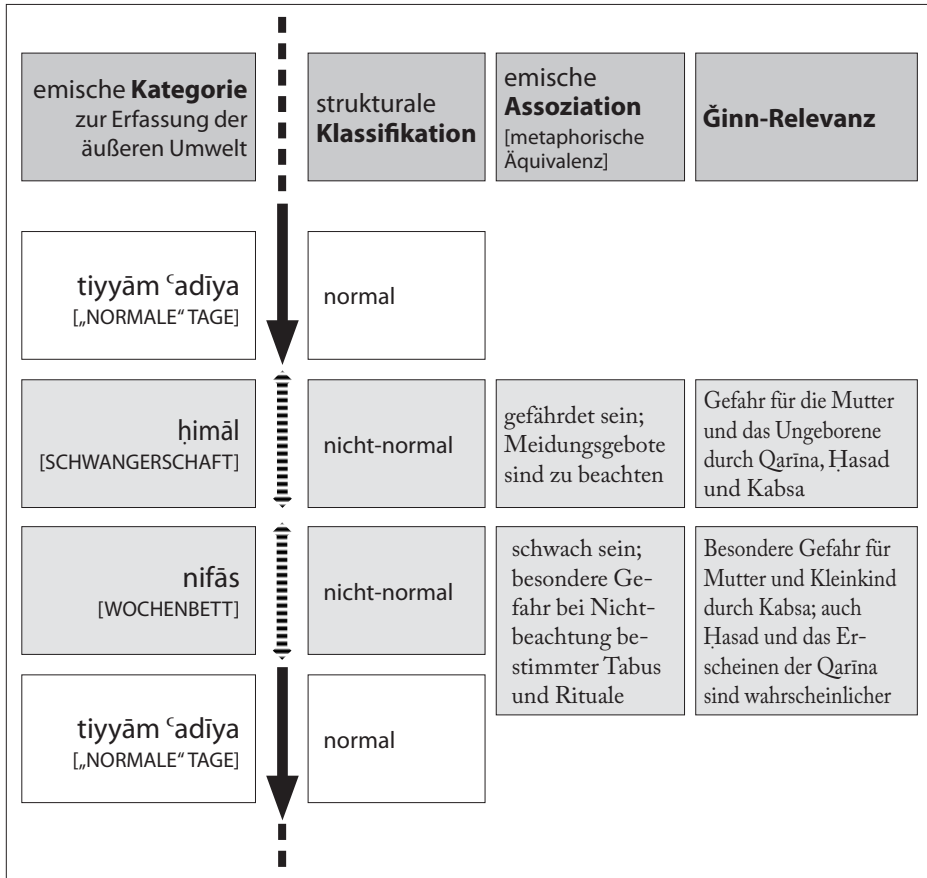 emische Kategorie
zur Erfassung der
äußeren Umwelt
strukturale
Klassifikation
emische
Assoziation
[metaphorische
Äquivalenz]
Ǧinn-Relevanz
tiyyām ʿadīya
[„NORMALE“ TAGE]
normal
ḥimāl
[SCHWANGERSCHAFT]
nicht-normal
gefährdet sein;
Meidungsgebote
sind zu beachten
Gefahr für die Mutter
und das Ungeborene
durch Qarīna, Ḥasad
und Kabsa
nifās
[WOCHENBETT]
nicht-normal
schwach sein;
besondere Ge-
fahr bei Nicht-
beachtung be-
stimmter Tabus
und Rituale
Besondere Gefahr für
Mutter und Kleinkind
durch Kabsa; auch
Ḥasad und das Er-
scheinen der Qarīna
sind wahrscheinlicher
tiyyām ʿadīya
[„NORMALE“ TAGE]
normal